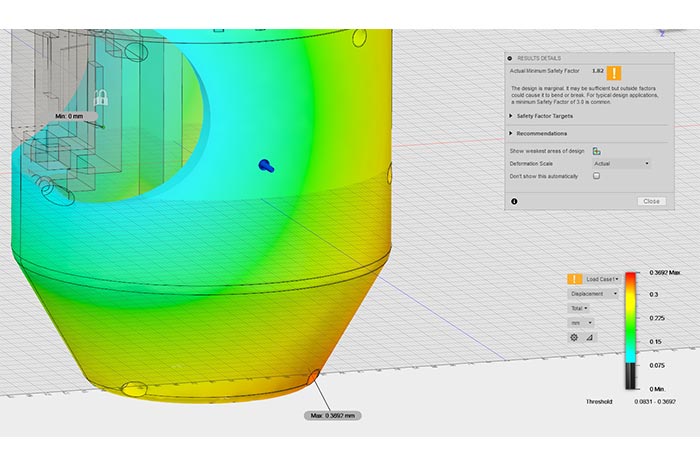 RESULTS DETAILS
Actual Minimum Safety Factor 1.82
The design is marginal. It may be sufficient but outside factors
could cause it to bend or break. For typical design applications,
a minimum Safety Factor of 3.0 is common.
Safety Factor Targets
Recommendations
Show weakest areas of design
Deformation Scale Actual
Don't show this automatically
Close
Min: 0 mm
Load Case1
Displacement
Total
mm
0.3692 Max.
0.3
0.225
0.15
0.075
0 Min.
Threshold: 0.0831 - 0.3692
Max: 0.3692 mm